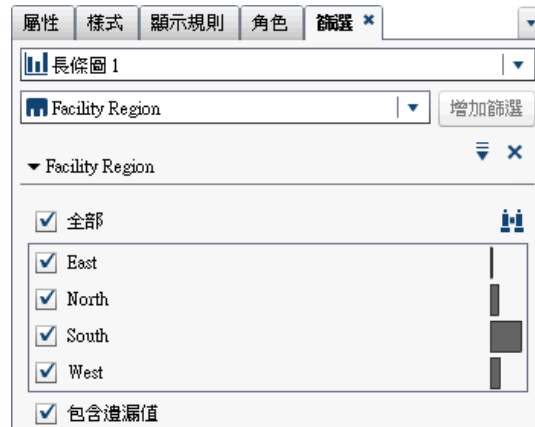 屬性 樣式 顯示規則 角色 篩選
長條圖 1
Facility Region 增加篩選
Facility Region
全部
East
North
South
West
包含遺漏值